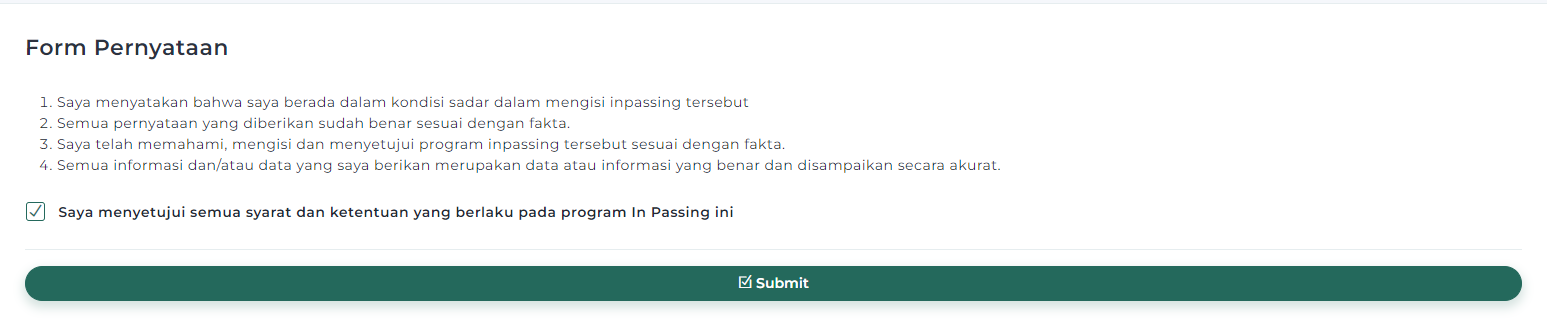 Form Pernyataan
1. Saya menyatakan bahwa saya berada dalam kondisi sadar dalam mengisi inpassing tersebut
2. Semua pernyataan yang diberikan sudah benar sesuai dengan fakta.
3. Saya telah memahami, mengisi dan menyetujui program inpassing tersebut sesuai dengan fakta.
4. Semua informasi dan/atau data yang saya berikan merupakan data atau informasi yang benar dan disampaikan secara akurat.
Saya menyetujui semua syarat dan ketentuan yang berlaku pada program In Passing ini
Submit